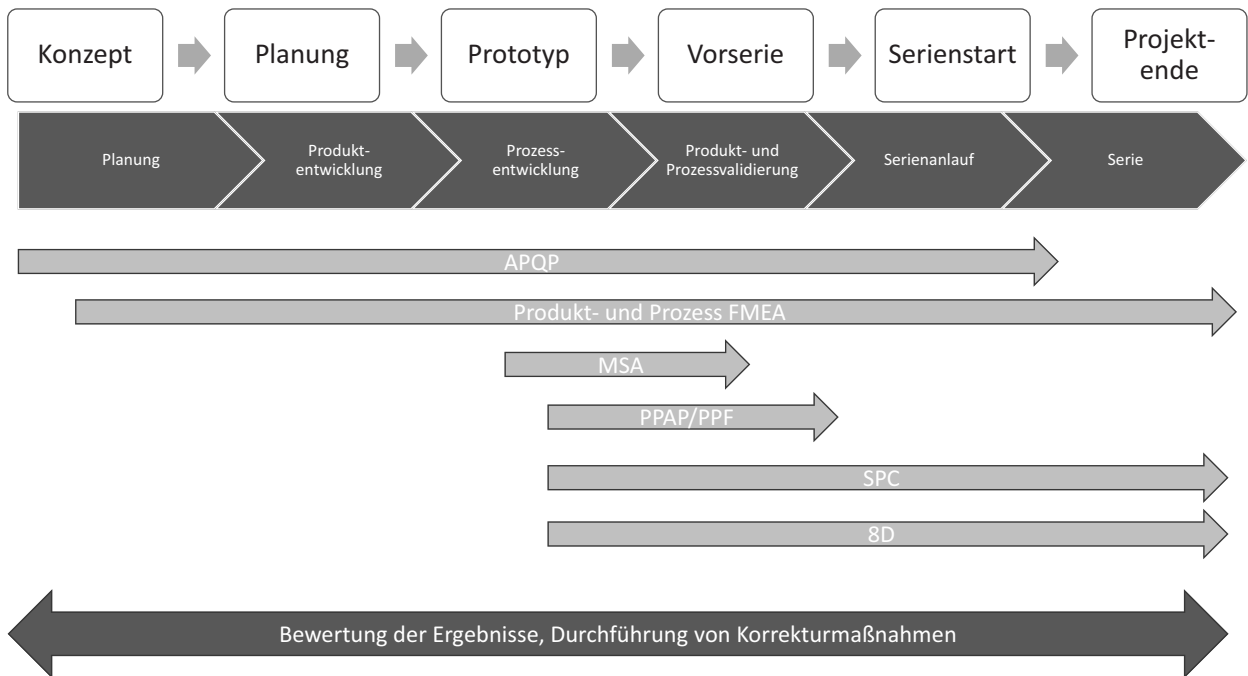 Konzept
Planung
Prototyp
Vorserie
Serienstart
Projekt-
ende
Planung
Produkt-
entwicklung
Prozess-
entwicklung
Produkt- und
Prozessvalidierung
Serienanlauf
Serie
APQP
Produkt- und Prozess FMEA
MSA
PPAP/PPF
SPC
8D
Bewertung der Ergebnisse, Durchführung von Korrekturmaßnahmen